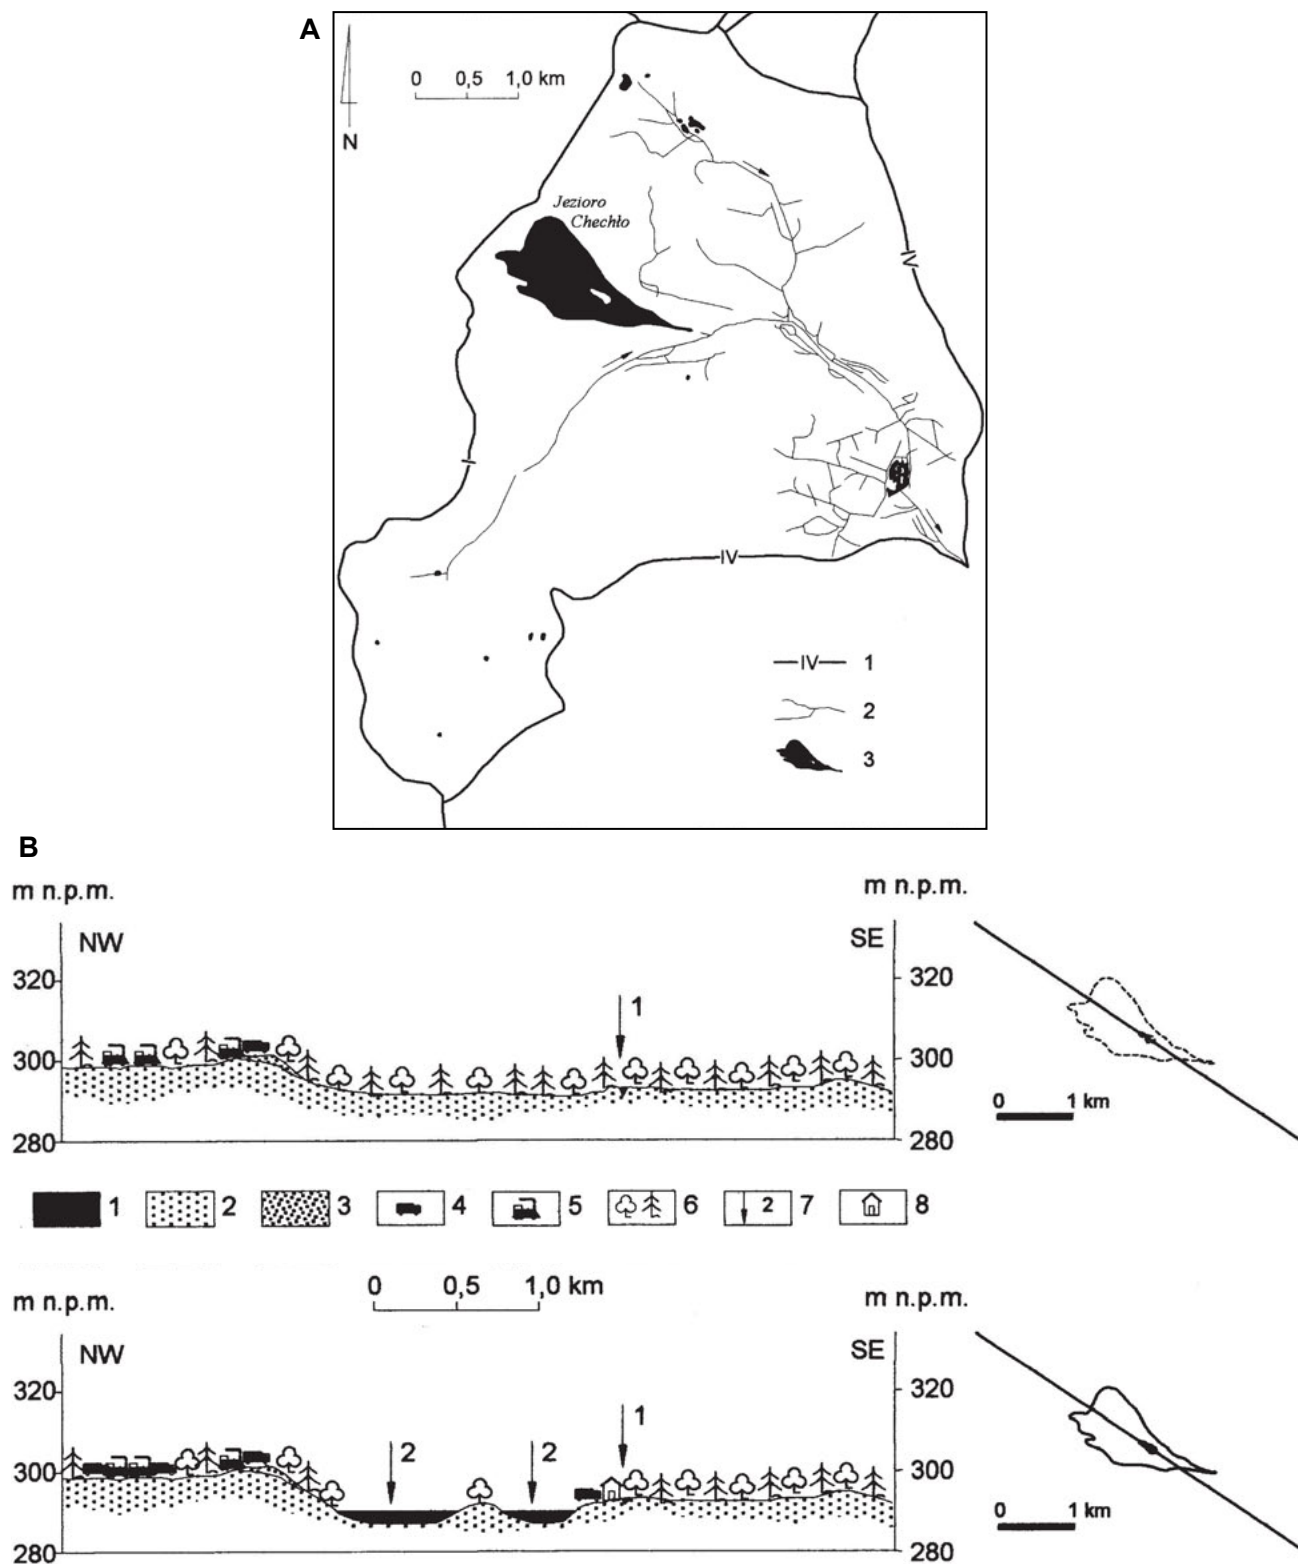 A
0 0,5 1,0 km
N
Jezioro
Chechło
IV
I
IV
IV 1
2
3
B
m n.p.m. m n.p.m.
NW SE
320 320
1
300 300
0 1 km
280 280
1 2 3 4 5 6 2 7 8
0 0,5 1,0 km
m n.p.m. m n.p.m.
NW SE
320 320
2 2 1
300 300
0 1 km
280 280